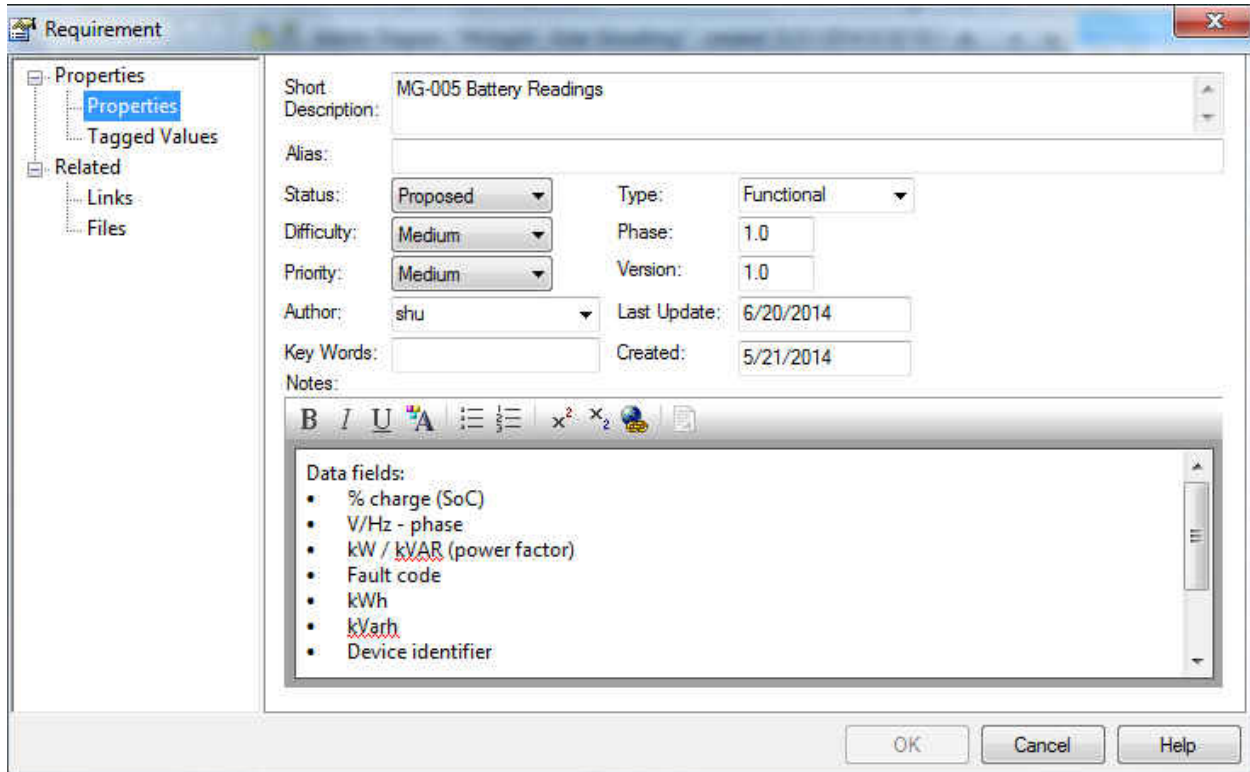 Requirement
Properties
Properties
Tagged Values
Related
Links
Files
Short Description: MG-005 Battery Readings
Alias:
Status: Proposed Type: Functional
Difficulty: Medium Phase: 1.0
Priority: Medium Version: 1.0
Author: shu Last Update: 6/20/2014
Key Words: Created: 5/21/2014
Notes:
B I U A x² x₂
Data fields:
• % charge (SoC)
• V/Hz - phase
• kW / kVAR (power factor)
• Fault code
• kWh
• kVarh
• Device identifier
OK Cancel Help